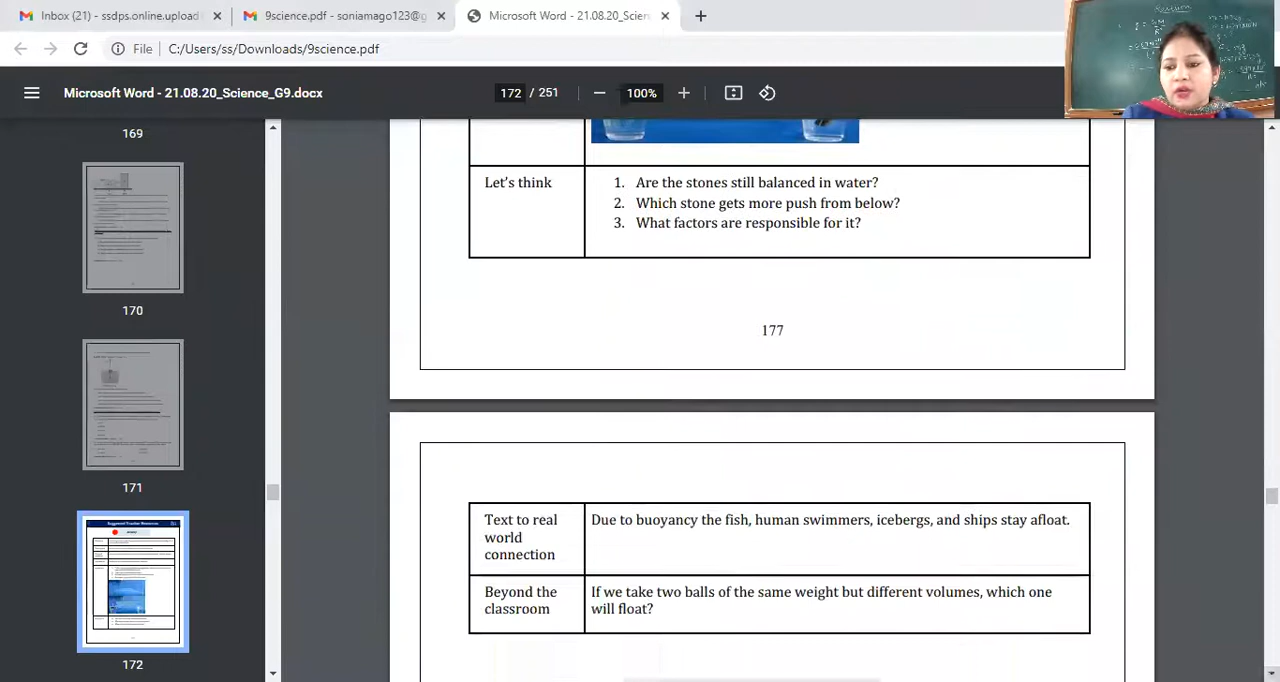 Inbox (21) - ssdps.online.upload
9science.pdf - soniamago123@g
Microsoft Word - 21.08.20_Scien
File
C:/Users/ss/Downloads/9science.pdf
Microsoft Word - 21.08.20_Science_G9.docx
172 / 251
100%
169
170
171
172
Let's think
1. Are the stones still balanced in water?
2. Which stone gets more push from below?
3. What factors are responsible for it?
177
Text to real
world
connection
Due to buoyancy the fish, human swimmers, icebergs, and ships stay afloat.
Beyond the
classroom
If we take two balls of the same weight but different volumes, which one
will float?